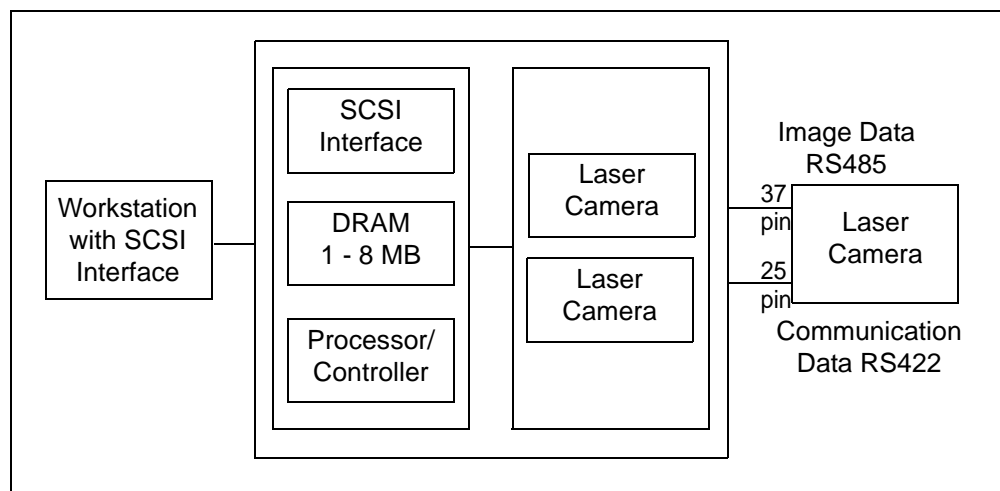 Workstation
with SCSI
Interface
SCSI
Interface
DRAM
1 - 8 MB
Processor/
Controller
Laser
Camera
Laser
Camera
Image Data
RS485
37
pin
25
pin
Laser
Camera
Communication
Data RS422